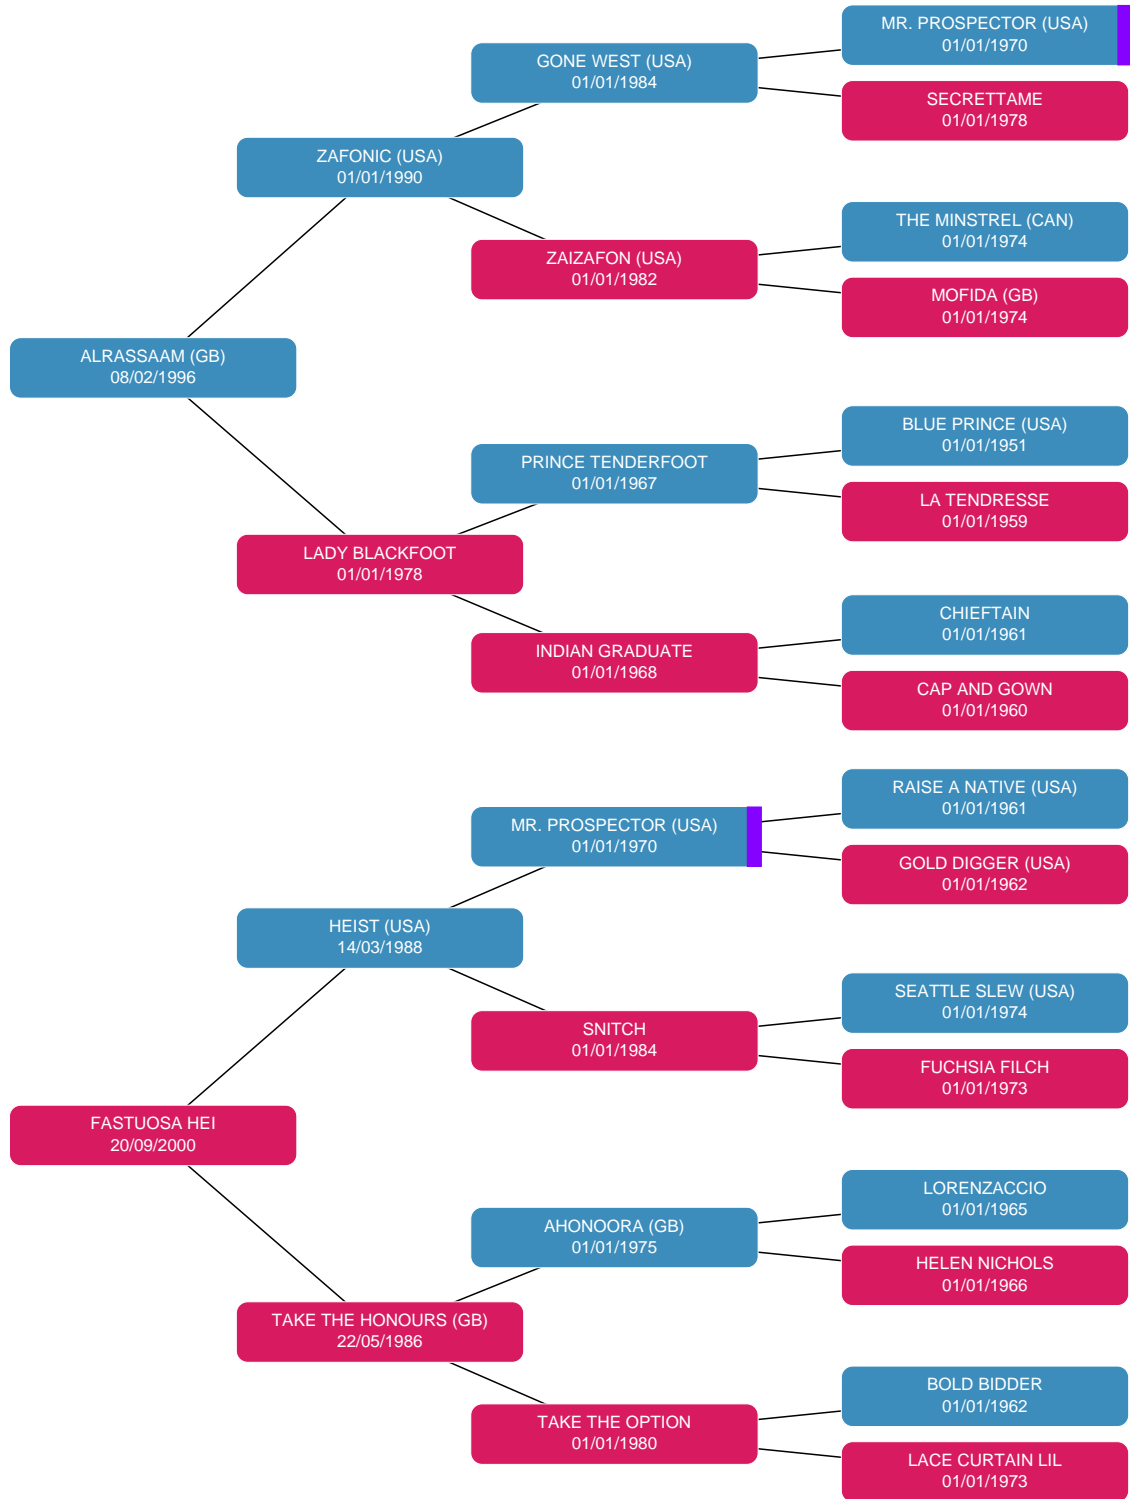 MR. PROSPECTOR (USA)
01/01/1970
GONE WEST (USA)
01/01/1984
SECRETTAME
01/01/1978
ZAFONIC (USA)
01/01/1990
THE MINSTREL (CAN)
01/01/1974
ZAIZAFON (USA)
01/01/1982
MOFIDA (GB)
01/01/1974
ALRASSAAM (GB)
08/02/1996
BLUE PRINCE (USA)
01/01/1951
PRINCE TENDERFOOT
01/01/1967
LA TENDRESSE
01/01/1959
LADY BLACKFOOT
01/01/1978
CHIEFTAIN
01/01/1961
INDIAN GRADUATE
01/01/1968
CAP AND GOWN
01/01/1960
RAISE A NATIVE (USA)
01/01/1961
MR. PROSPECTOR (USA)
01/01/1970
GOLD DIGGER (USA)
01/01/1962
HEIST (USA)
14/03/1988
SEATTLE SLEW (USA)
01/01/1974
SNITCH
01/01/1984
FUCHSIA FILCH
01/01/1973
FASTUOSA HEI
20/09/2000
LORENZACCIO
01/01/1965
AHONOORA (GB)
01/01/1975
HELEN NICHOLS
01/01/1966
TAKE THE HONOURS (GB)
22/05/1986
BOLD BIDDER
01/01/1962
TAKE THE OPTION
01/01/1980
LACE CURTAIN LIL
01/01/1973